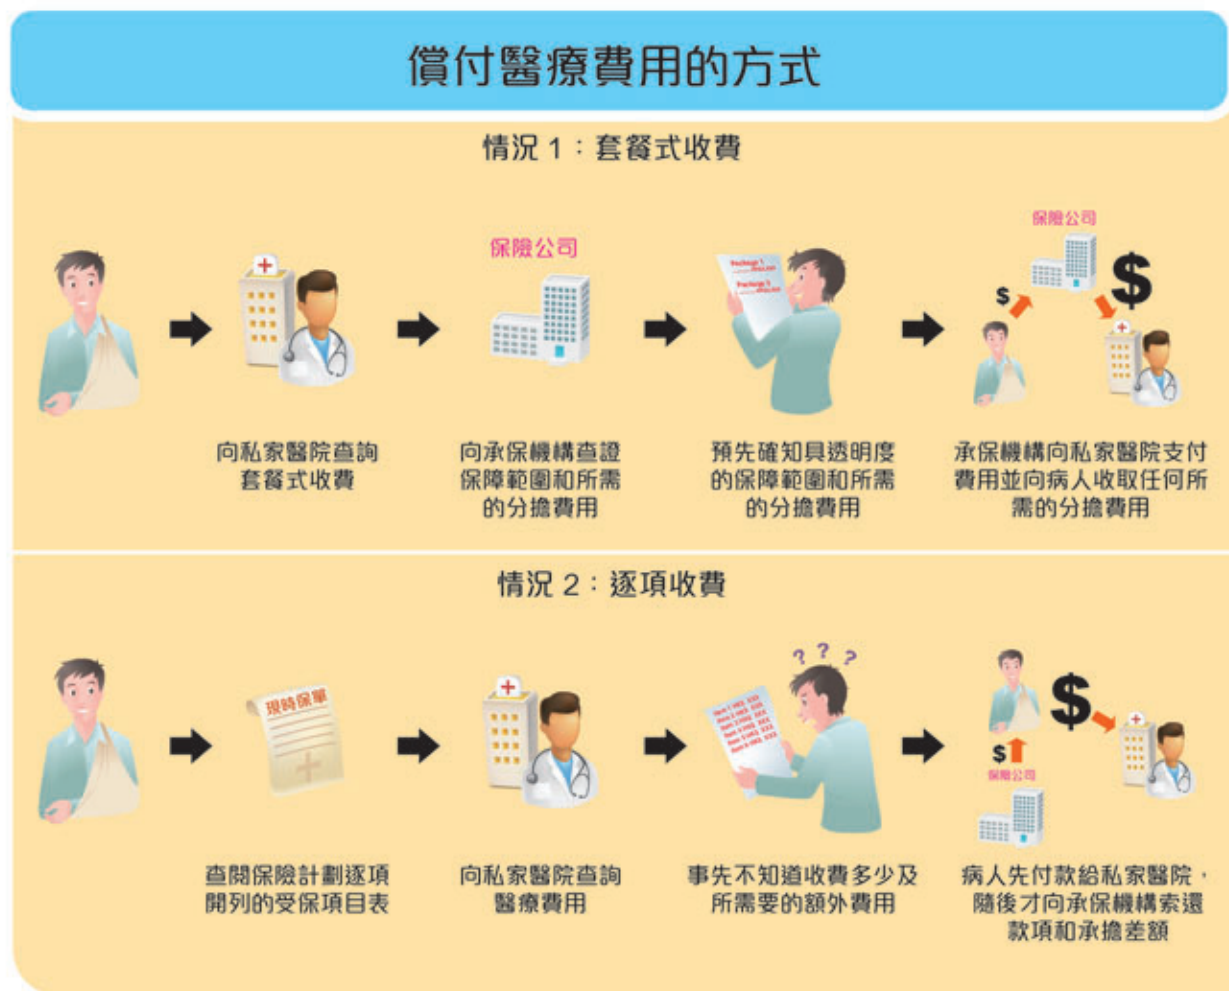 償付醫療費用的方式
情況 1：套餐式收費
保險公司
保險公司
Package 1
Package 2
$
$
向私家醫院查詢
套餐式收費
向承保機構查證
保障範圍和所需
的分擔費用
預先確知具透明度
的保障範圍和所需
的分擔費用
承保機構向私家醫院支付
費用並向病人收取任何所
需的分擔費用
情況 2：逐項收費
現時保單
? ? ?
$
$
保險公司
查閱保險計劃逐項
開列的受保項目表
向私家醫院查詢
醫療費用
事先不知道收費多少及
所需要的額外費用
病人先付款給私家醫院，
隨後才向承保機構索還
款項和承擔差額